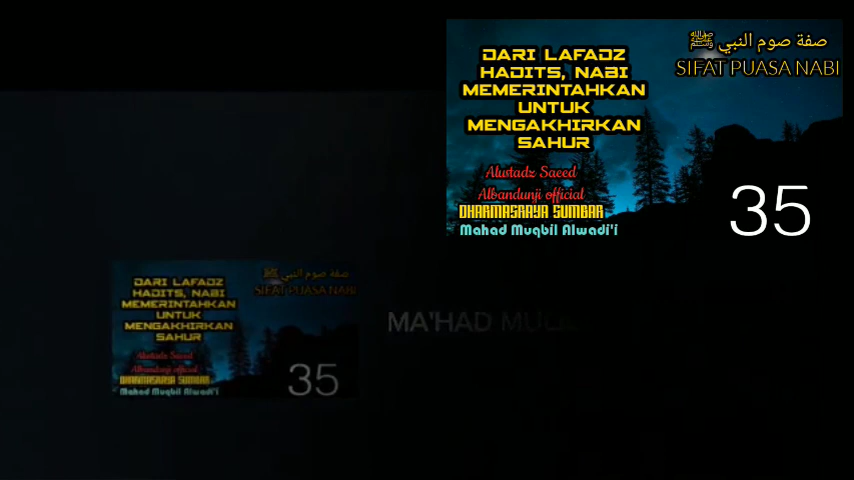 صفة صوم النبي ﷺ
SIFAT PUASA NABI
DARI LAFADZ
HADITS, NABI
MEMERINTAHKAN
UNTUK
MENGAKHIRKAN
SAHUR
Alustadz Saeed
Albandunji official
DHARMASRAYA SUMBAR
Mahad Muqbil Alwadi'i
35
صفة صوم النبي ﷺ
SIFAT PUASA NABI
DARI LAFADZ
HADITS, NABI
MEMERINTAHKAN
UNTUK
MENGAKHIRKAN
SAHUR
Alustadz Saeed
Albandunji official
DHARMASRAYA SUMBAR
Mahad Muqbil Alwadi'i
35
MA'HAD